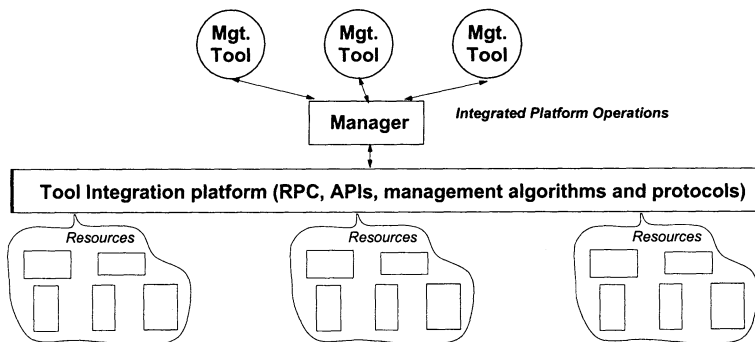 Mgt.
Tool
Mgt.
Tool
Mgt.
Tool
Manager
Integrated Platform Operations
Tool Integration platform (RPC, APIs, management algorithms and protocols)
Resources
Resources
Resources